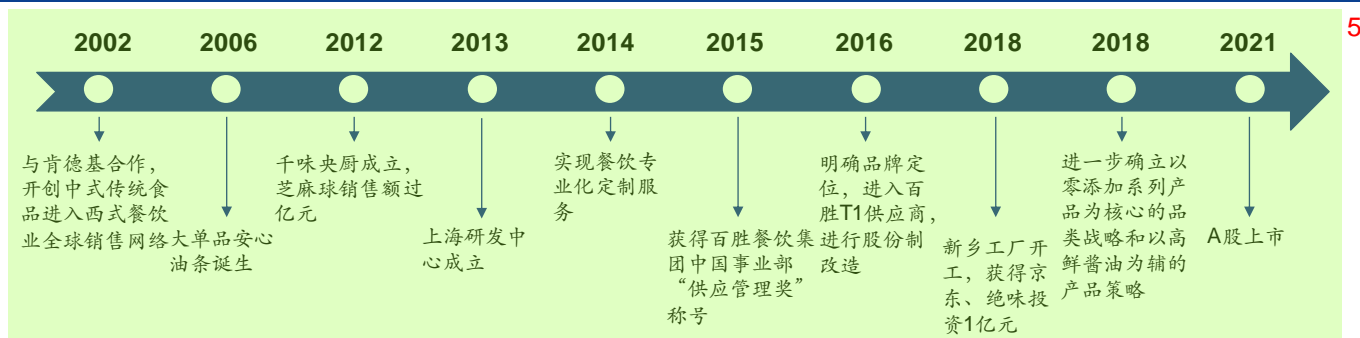 5
2002
2006
2012
2013
2014
2015
2016
2018
2018
2021
与肯德基合作，
开创中式传统食
品进入西式餐饮
业全球销售网络
大单品安心
油条诞生
千味央厨成立，
芝麻球销售额过
亿元
上海研发中
心成立
实现餐饮专
业化定制服
务
获得百胜餐饮集
团中国事业部
“供应管理奖”
称号
明确品牌定
位，进入百
胜T1供应商，
进行股份制
改造
新乡工厂开
工，获得京
东、绝味投
资1亿元
进一步确立以
零添加系列产
品为核心的品
类战略和以高
鲜酱油为辅的
产品策略
A股上市